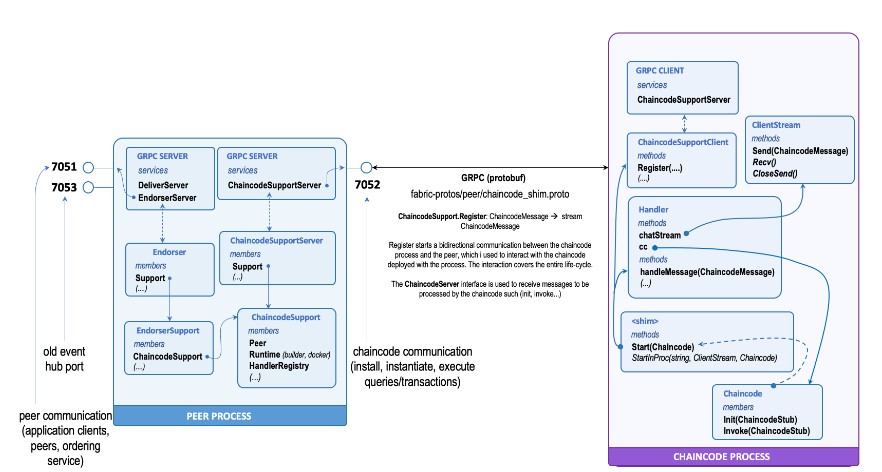 7051
7053
old event
hub port
peer communication
(application clients,
peers, ordering
service)
GRPC SERVER
services
DeliverServer
EndorserServer
GRPC SERVER
services
ChaincodeSupportServer
Endorser
members
Support
(...)
ChaincodeSupportServer
members
Support
(...)
EndorserSupport
members
ChaincodeSupport
(...)
ChaincodeSupport
members
Peer
Runtime (builder, docker)
HandlerRegistry
(...)
PEER PROCESS
7052
chaincode communication
(install, instantiate, execute
queries/transactions)
GRPC (protobuf)
fabric-protos/peer/chaincode_shim.proto
ChaincodeSupport.Register: ChaincodeMessage → stream
ChaincodeMessage
Register starts a bidirectional communication between the chaincode
process and the peer, which i used to interact with the chaincode
deployed with the process. The interaction covers the entire life-cycle.
The ChaincodeServer interface is used to receive messages to be
processed by the chaincode such (init, invoke...)
GRPC CLIENT
services
ChaincodeSupportServer
ChaincodeSupportClient
methods
Register(....)
(...)
ClientStream
methods
Send(ChaincodeMessage)
Recv()
CloseSend()
Handler
methods
chatStream
cc
methods
handleMessage(ChaincodeMessage)
(...)
<shim>
methods
Start(Chaincode)
StartInProc(string, ClientStream, Chaincode)
Chaincode
members
Init(ChaincodeStub)
Invoke(ChaincodeStub)
CHAINCODE PROCESS